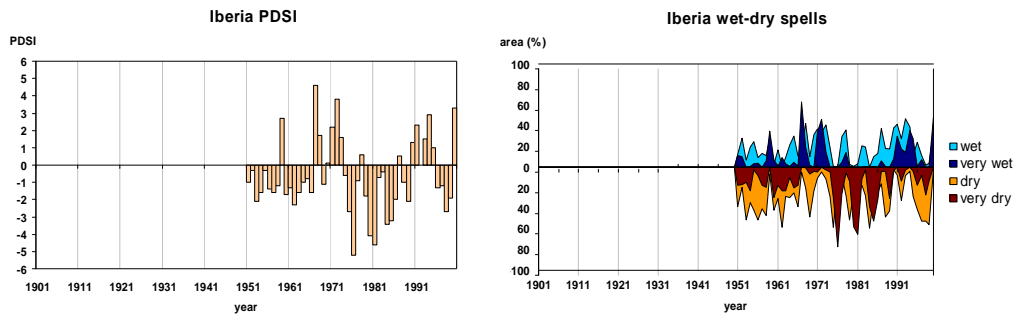 Iberia PDSI
PDSI
6
5
4
3
2
1
0
-1
-2
-3
-4
-5
-6
1901 1911 1921 1931 1941 1951 1961 1971 1981 1991
year
Iberia wet-dry spells
area (%)
100
80
60
40
20
0
20
40
60
80
100
1901 1911 1921 1931 1941 1951 1961 1971 1981 1991
year
wet
very wet
dry
very dry